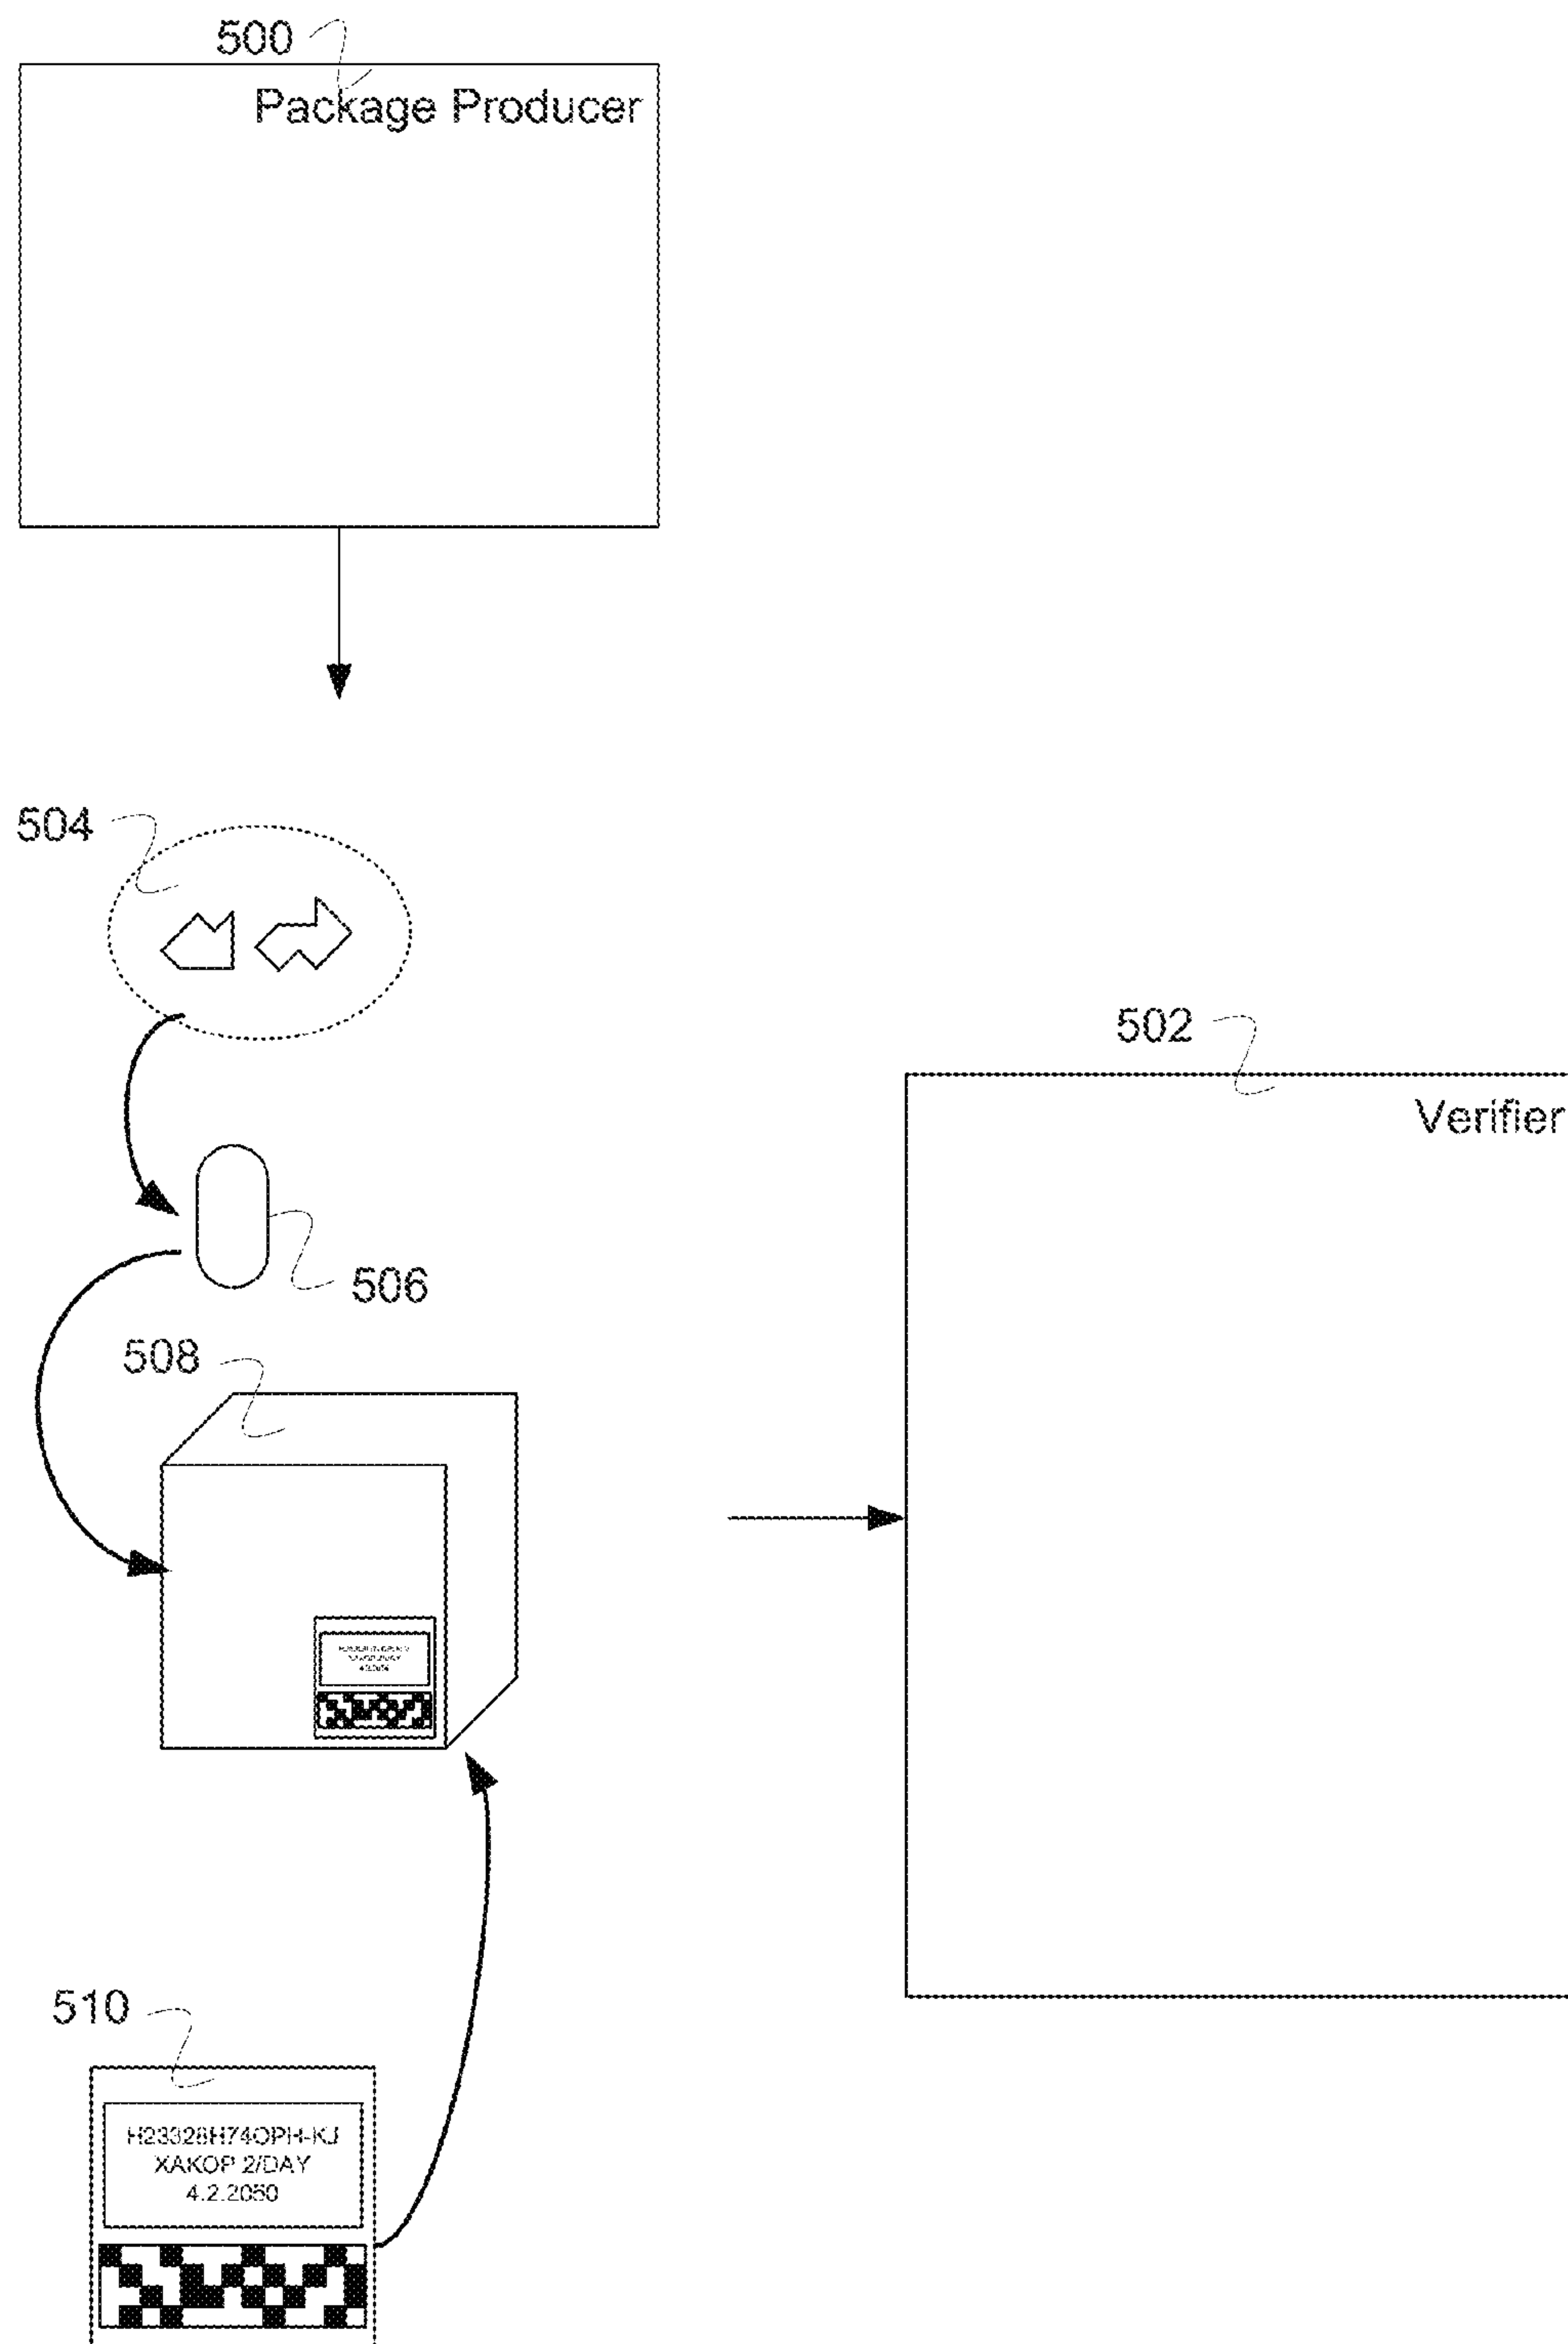 500
Package Producer
504
502
Verifier
506
508
510
H23328H74OPH-KJ
XAKOP 2/DAY
4.2.2050